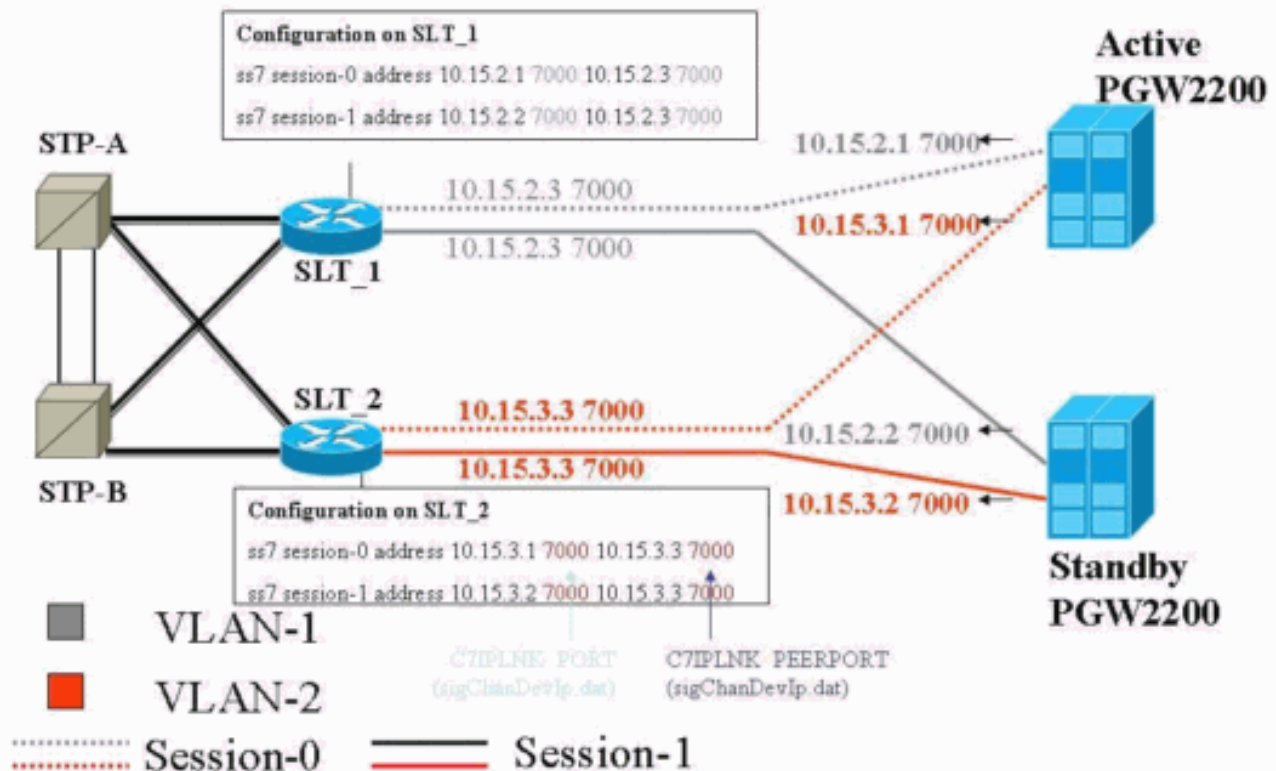 Configuration on SLT_1
ss7 session-0 address 10.15.2.1 7000 10.15.2.3 7000
ss7 session-1 address 10.15.2.2 7000 10.15.2.3 7000
Active
PGW2200
STP-A
10.15.2.1 7000
10.15.2.3 7000
10.15.3.1 7000
10.15.2.3 7000
SLT_1
SLT_2
10.15.3.3 7000
10.15.2.2 7000
10.15.3.3 7000
STP-B
10.15.3.2 7000
Configuration on SLT_2
ss7 session-0 address 10.15.3.1 7000 10.15.3.3 7000
ss7 session-1 address 10.15.3.2 7000 10.15.3.3 7000
Standby
PGW2200
VLAN-1
C7IPLNK PORT
(sigChanDevIp.dat)
C7IPLNK PEERPORT
(sigChanDevIp.dat)
VLAN-2
Session-0
Session-1